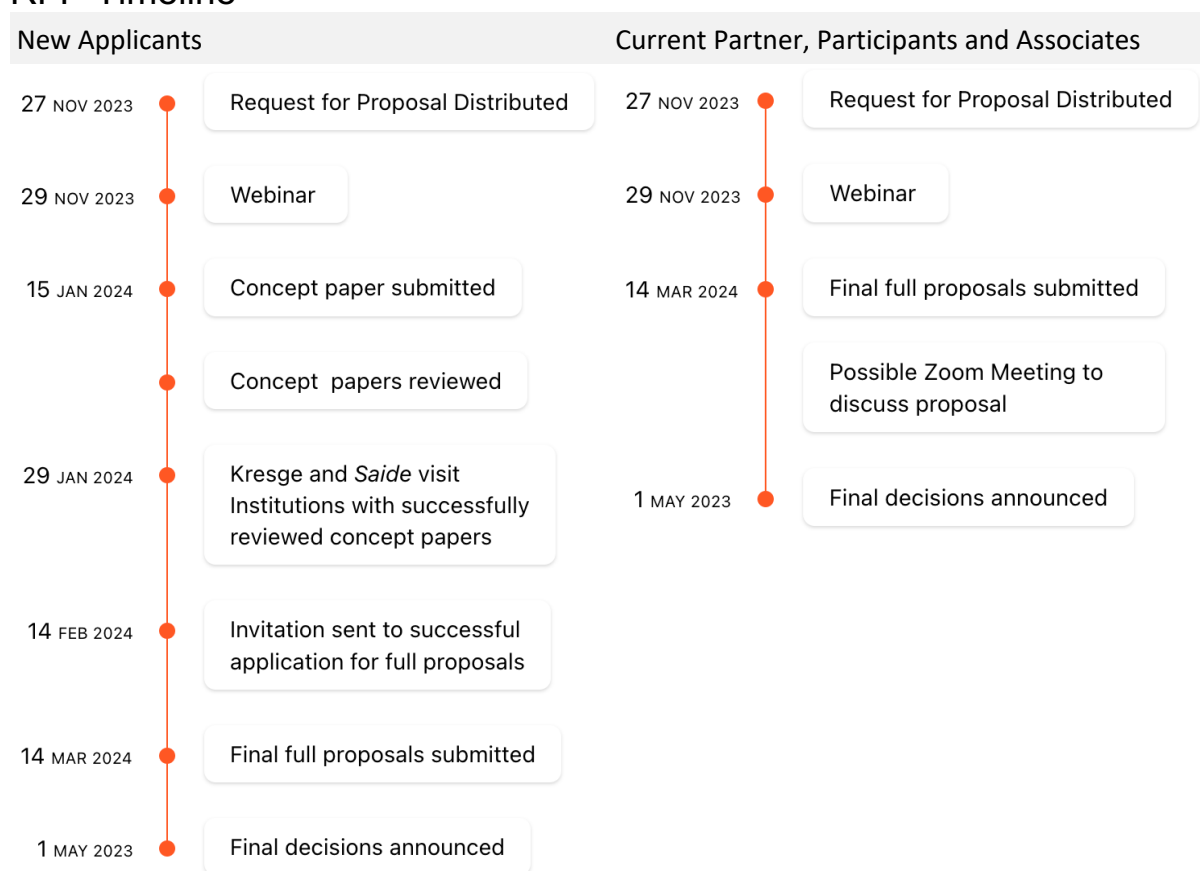 Timeline
New Applicants
27 NOV 2023
Request for Proposal Distributed
29 NOV 2023
Webinar
15 JAN 2024
Concept paper submitted
Concept  papers reviewed
29 JAN 2024
Kresge and Saide visit
Institutions with successfully
reviewed concept papers
14 FEB 2024
Invitation sent to successful
application for full proposals
14 MAR 2024
Final full proposals submitted
1 MAY 2023
Final decisions announced
Current Partner, Participants and Associates
27 NOV 2023
Request for Proposal Distributed
29 NOV 2023
Webinar
14 MAR 2024
Final full proposals submitted
Possible Zoom Meeting to
discuss proposal
1 MAY 2023
Final decisions announced